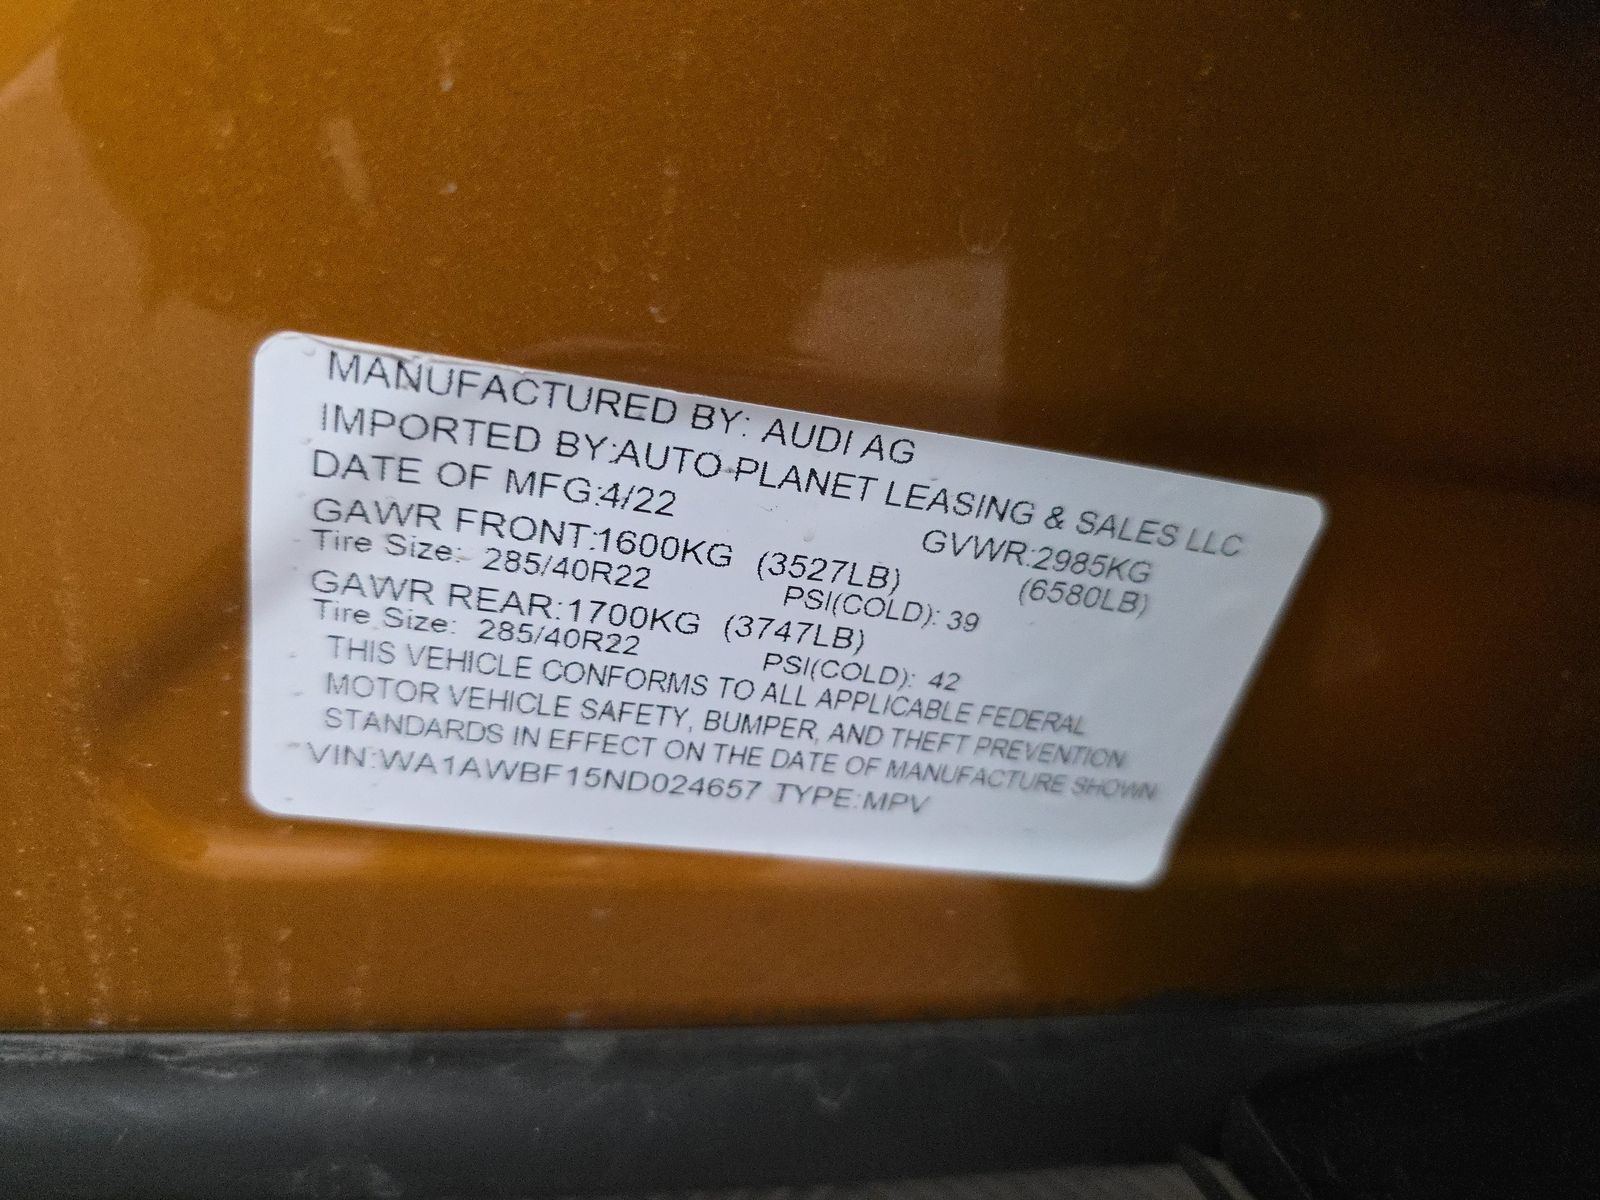 MANUFACTURED BY: AUDI AG
IMPORTED BY:AUTO-PLANET LEASING & SALES LLC
DATE OF MFG:4/22
GVWR:2985KG
GAWR FRONT:1600KG (3527LB)
(6580LB)
Tire Size: 285/40R22
PSI(COLD): 39
GAWR REAR:1700KG (3747LB)
Tire Size: 285/40R22
PSI(COLD): 42
THIS VEHICLE CONFORMS TO ALL APPLICABLE FEDERAL
MOTOR VEHICLE SAFETY, BUMPER, AND THEFT PREVENTION
STANDARDS IN EFFECT ON THE DATE OF MANUFACTURE SHOWN
VIN:WA1AWBF15ND024657 TYPE:MPV